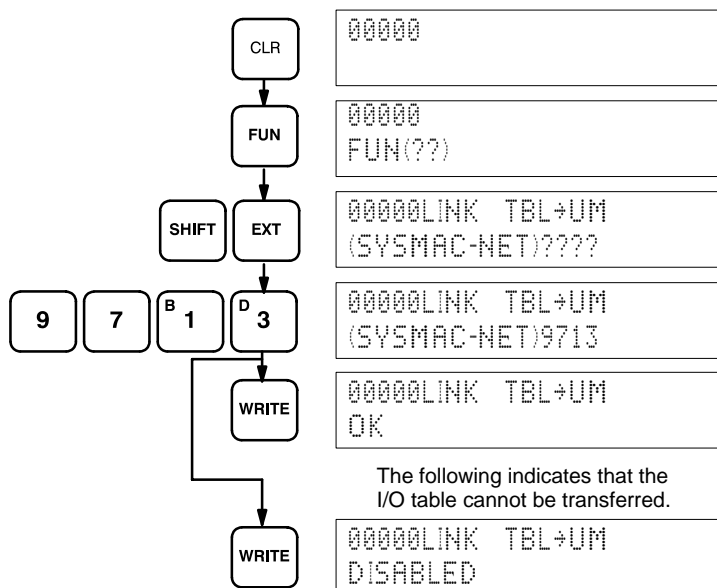 CLR
00000
FUN
00000
FUN(??)
SHIFT
EXT
00000LINK TBL→UM
(SYSMAC-NET)????
9
7
B 1
D 3
00000LINK TBL→UM
(SYSMAC-NET)9713
WRITE
00000LINK TBL→UM
OK
The following indicates that the
I/O table cannot be transferred.
WRITE
00000LINK TBL→UM
DISABLED